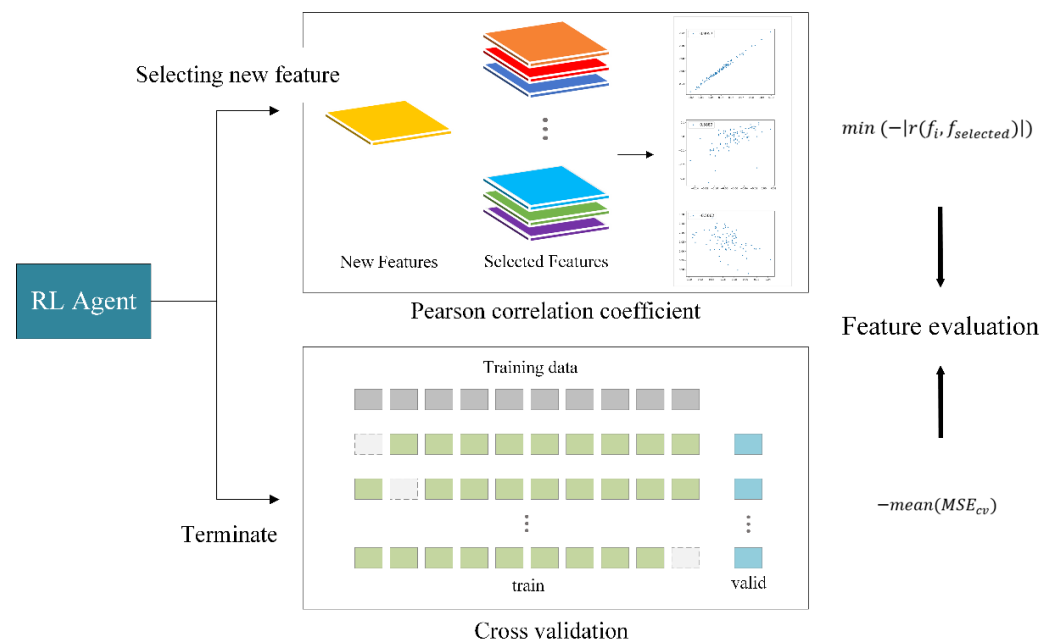 Selecting new feature
New Features
Selected Features
Pearson correlation coefficient
min (−|r(f_i, f_selected)|)
RL Agent
Feature evaluation
Training data
train
valid
−mean(MSE_cv)
Terminate
Cross validation